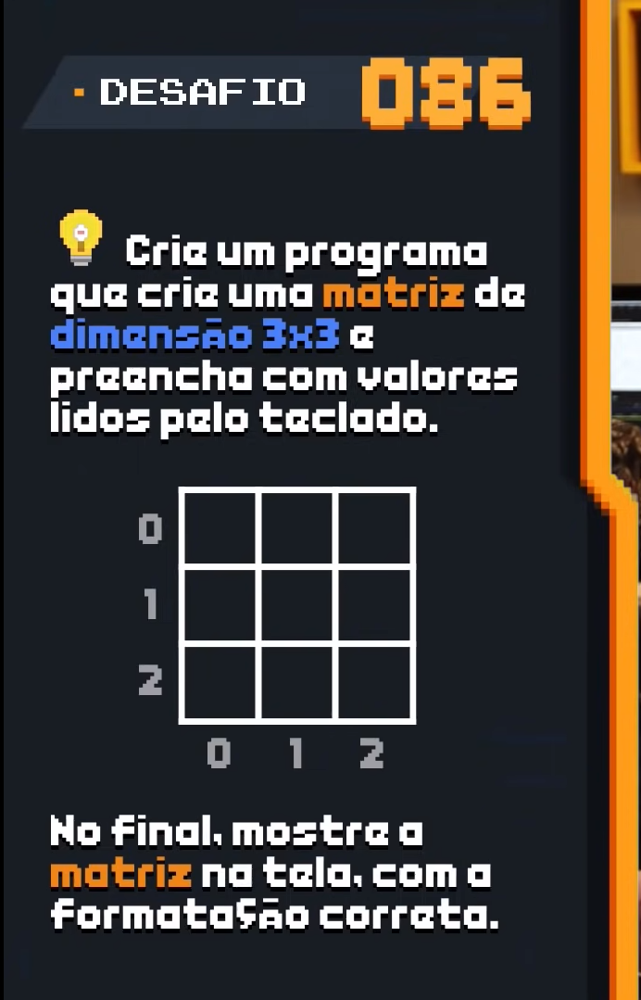 DESAFIO 086
Crie um programa
que crie uma matriz de
dimensão 3x3 e
preencha com valores
lidos pelo teclado.
0
1
2
0 1 2
No final, mostre a
matriz na tela, com a
formatação correta.